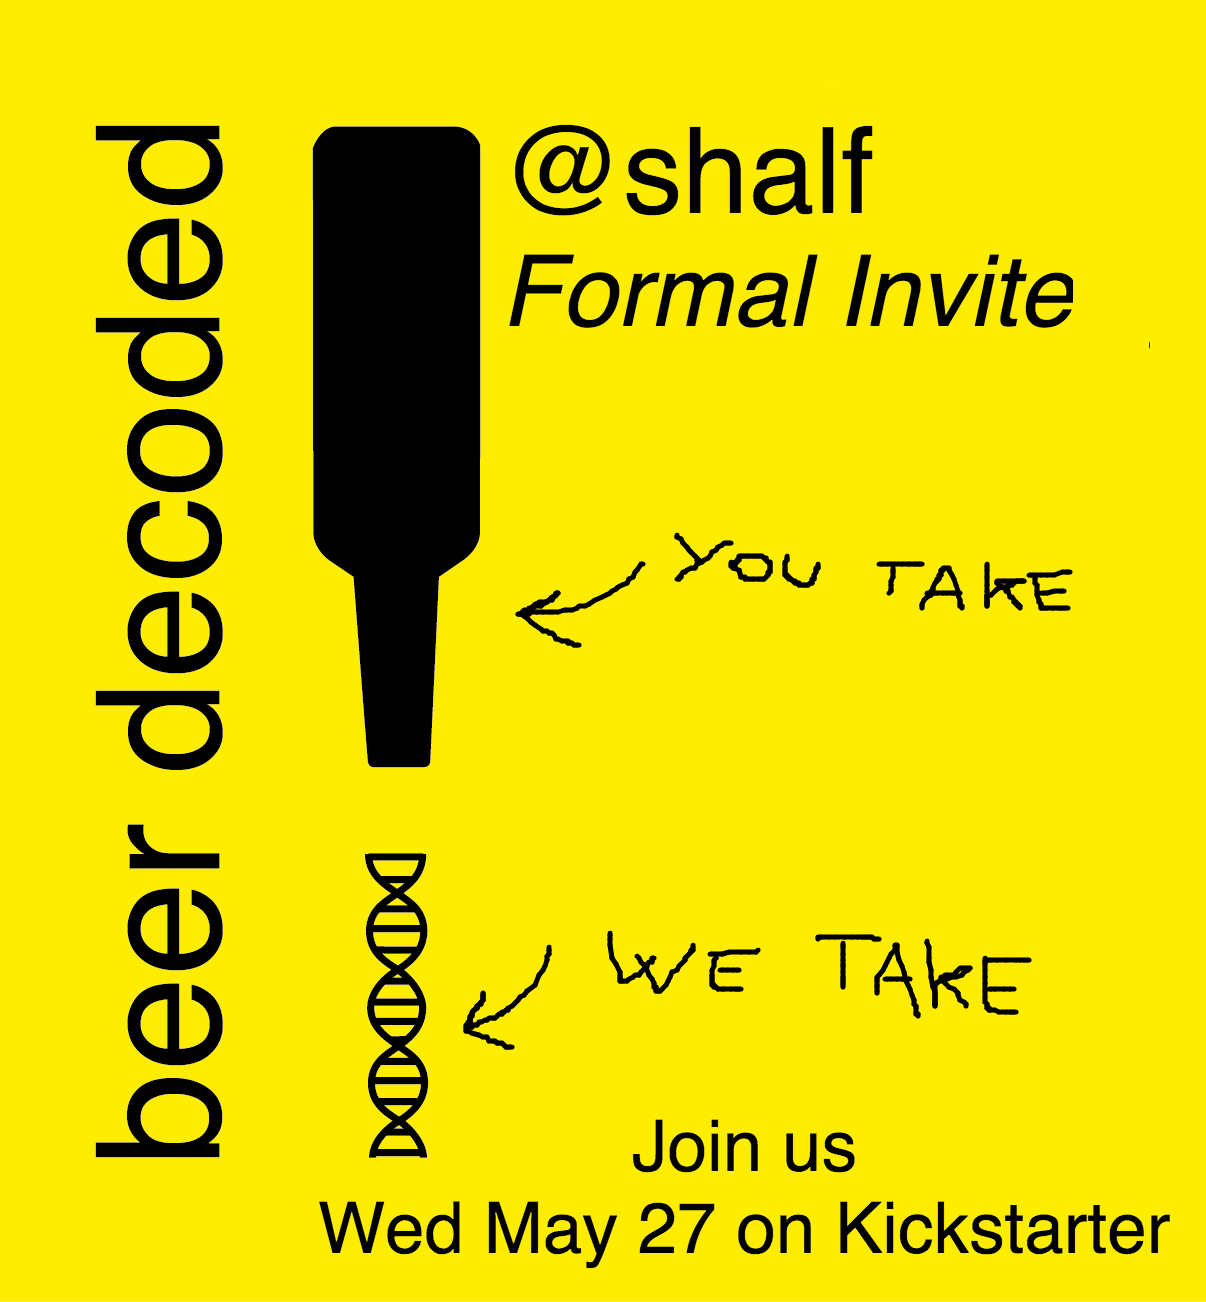 beer decoded
@shalf
Formal Invite
YOU TAKE
WE TAKE
Join us
Wed May 27 on Kickstarter